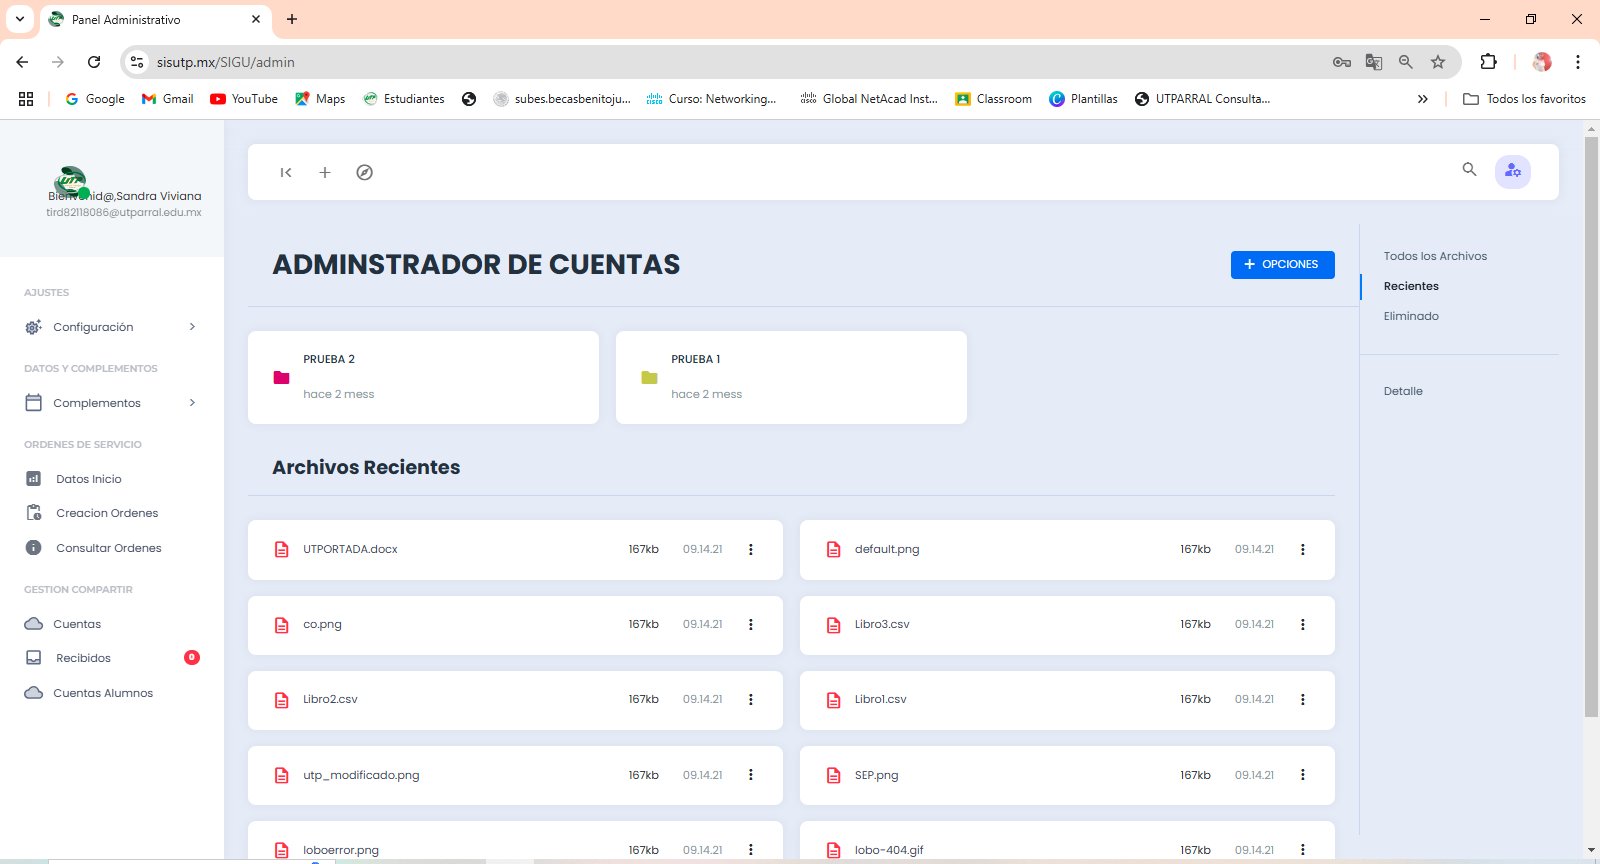 Panel Administrativo
sisutp.mx/SIGU/admin
Google
Gmail
YouTube
Maps
Estudiantes
subes.becasbenitoju...
Curso: Networking...
Global NetAcad Inst...
Classroom
Plantillas
UTPARRAL Consulta...
Todos los favoritos
Bienvenid@,Sandra Viviana
tird82118086@utparral.edu.mx
AJUSTES
Configuración
DATOS Y COMPLEMENTOS
Complementos
ORDENES DE SERVICIO
Datos Inicio
Creacion Ordenes
Consultar Ordenes
GESTION COMPARTIR
Cuentas
Recibidos
0
Cuentas Alumnos
ADMINSTRADOR DE CUENTAS
+ OPCIONES
PRUEBA 2
hace 2 mess
PRUEBA 1
hace 2 mess
Archivos Recientes
UTPORTADA.docx 167kb 09.14.21
default.png 167kb 09.14.21
co.png 167kb 09.14.21
Libro3.csv 167kb 09.14.21
Libro2.csv 167kb 09.14.21
Libro1.csv 167kb 09.14.21
utp_modificado.png 167kb 09.14.21
SEP.png 167kb 09.14.21
loboerror.png 167kb 09.14.21
lobo-404.gif 167kb 09.14.21
Todos los Archivos
Recientes
Eliminado
Detalle